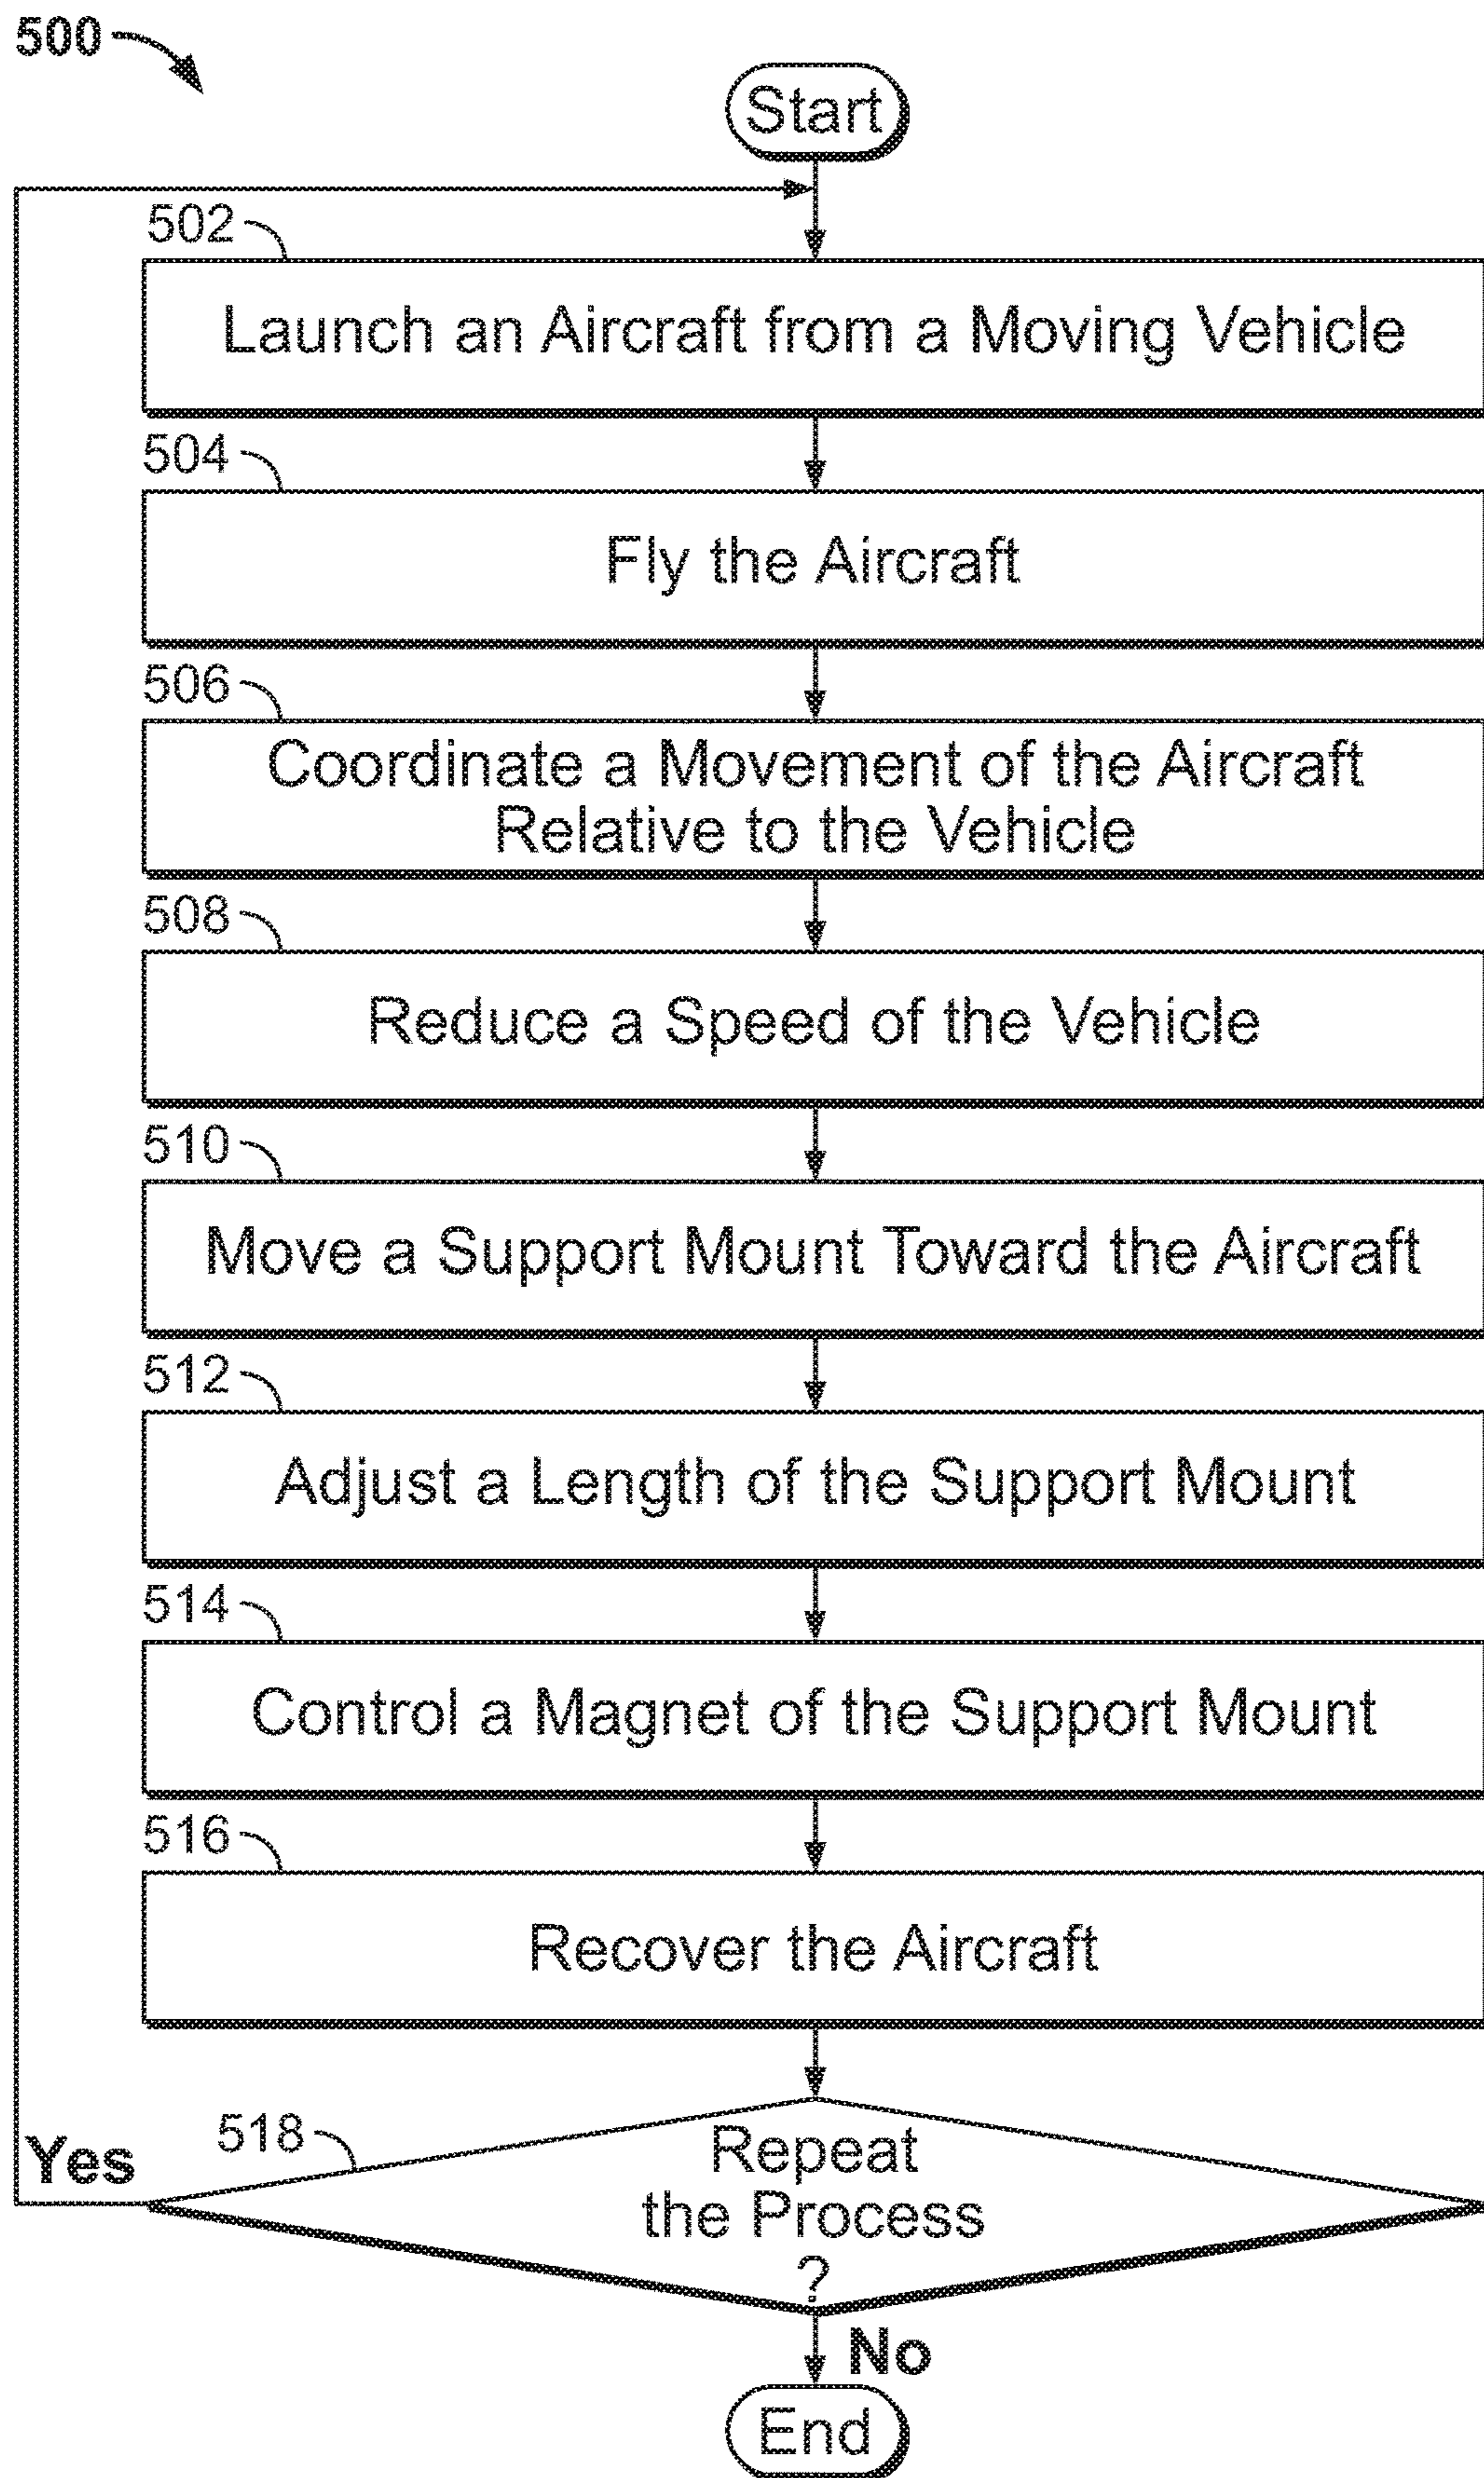 500
Start
502
Launch an Aircraft from a Moving Vehicle
504
Fly the Aircraft
506
Coordinate a Movement of the Aircraft
Relative to the Vehicle
508
Reduce a Speed of the Vehicle
510
Move a Support Mount Toward the Aircraft
512
Adjust a Length of the Support Mount
514
Control a Magnet of the Support Mount
516
Recover the Aircraft
518
Yes
Repeat
the Process
?
No
End